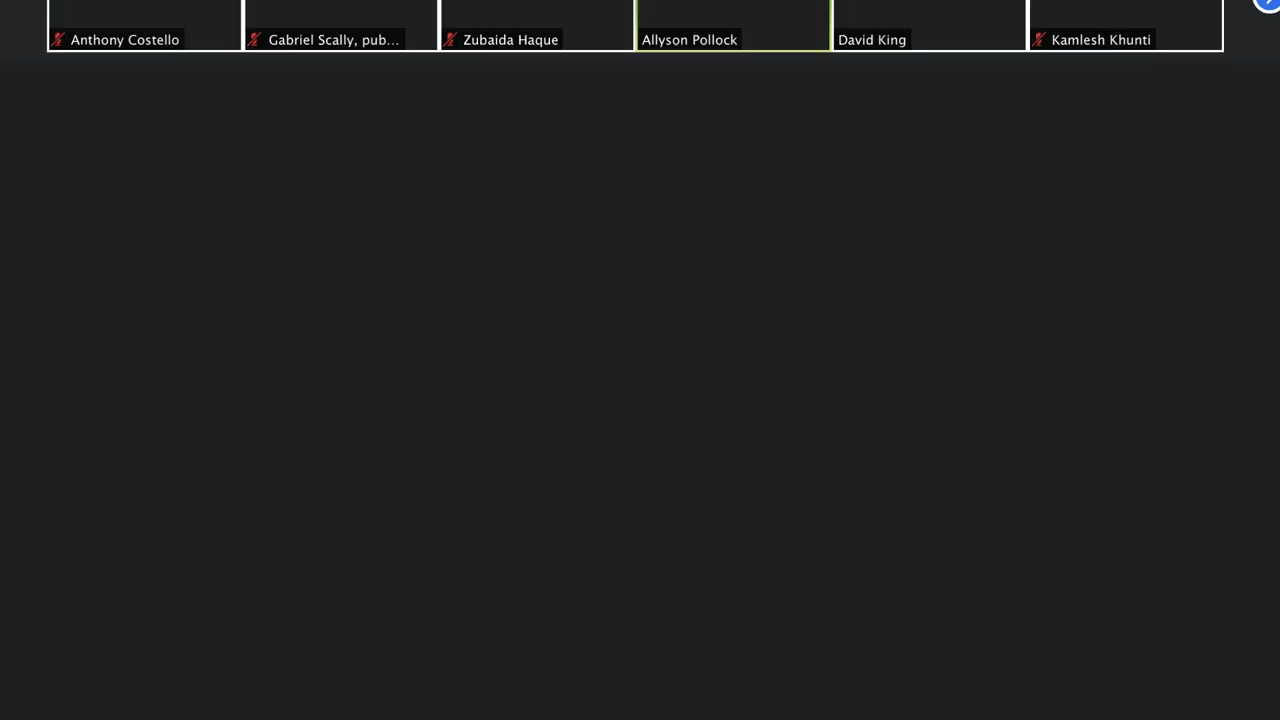 Anthony Costello
Gabriel Scally, pub...
Zubaida Haque
Allyson Pollock
David King
Kamlesh Khunti